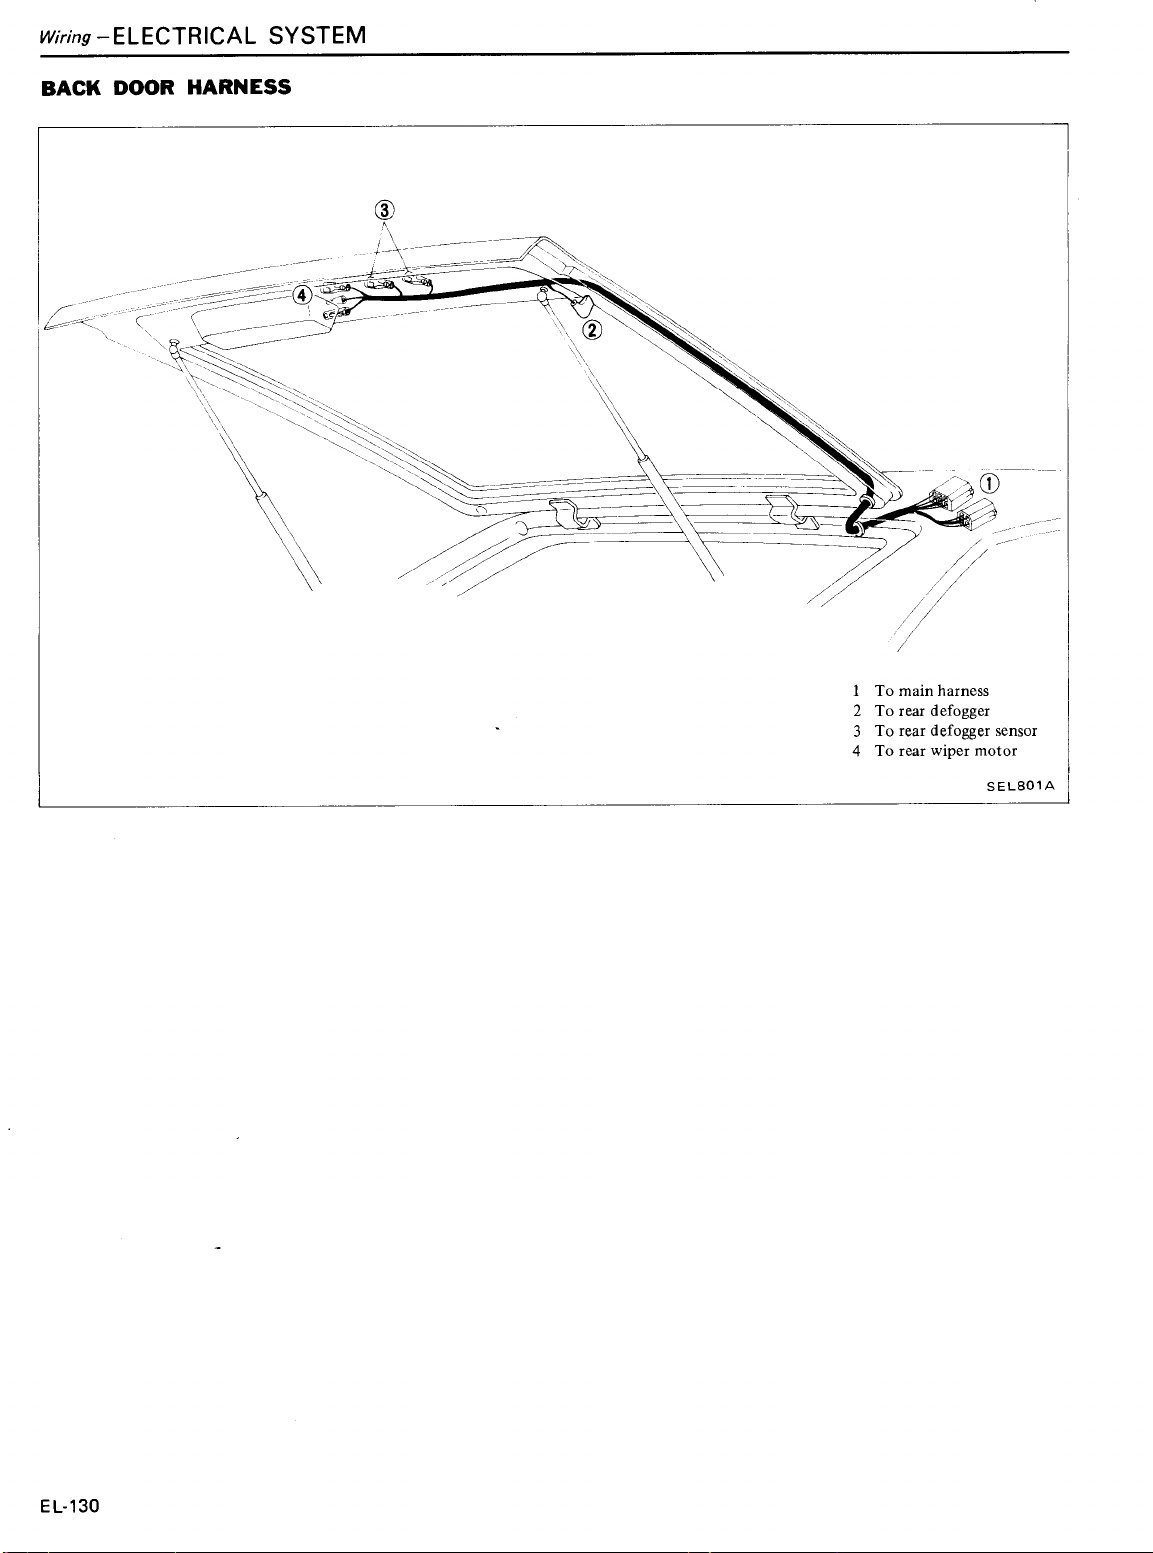 Wiring – ELECTRICAL SYSTEM
BACK DOOR HARNESS
3
4
2
1
1 To main harness
2 To rear defogger
3 To rear defogger sensor
4 To rear wiper motor
SEL801A
EL-130